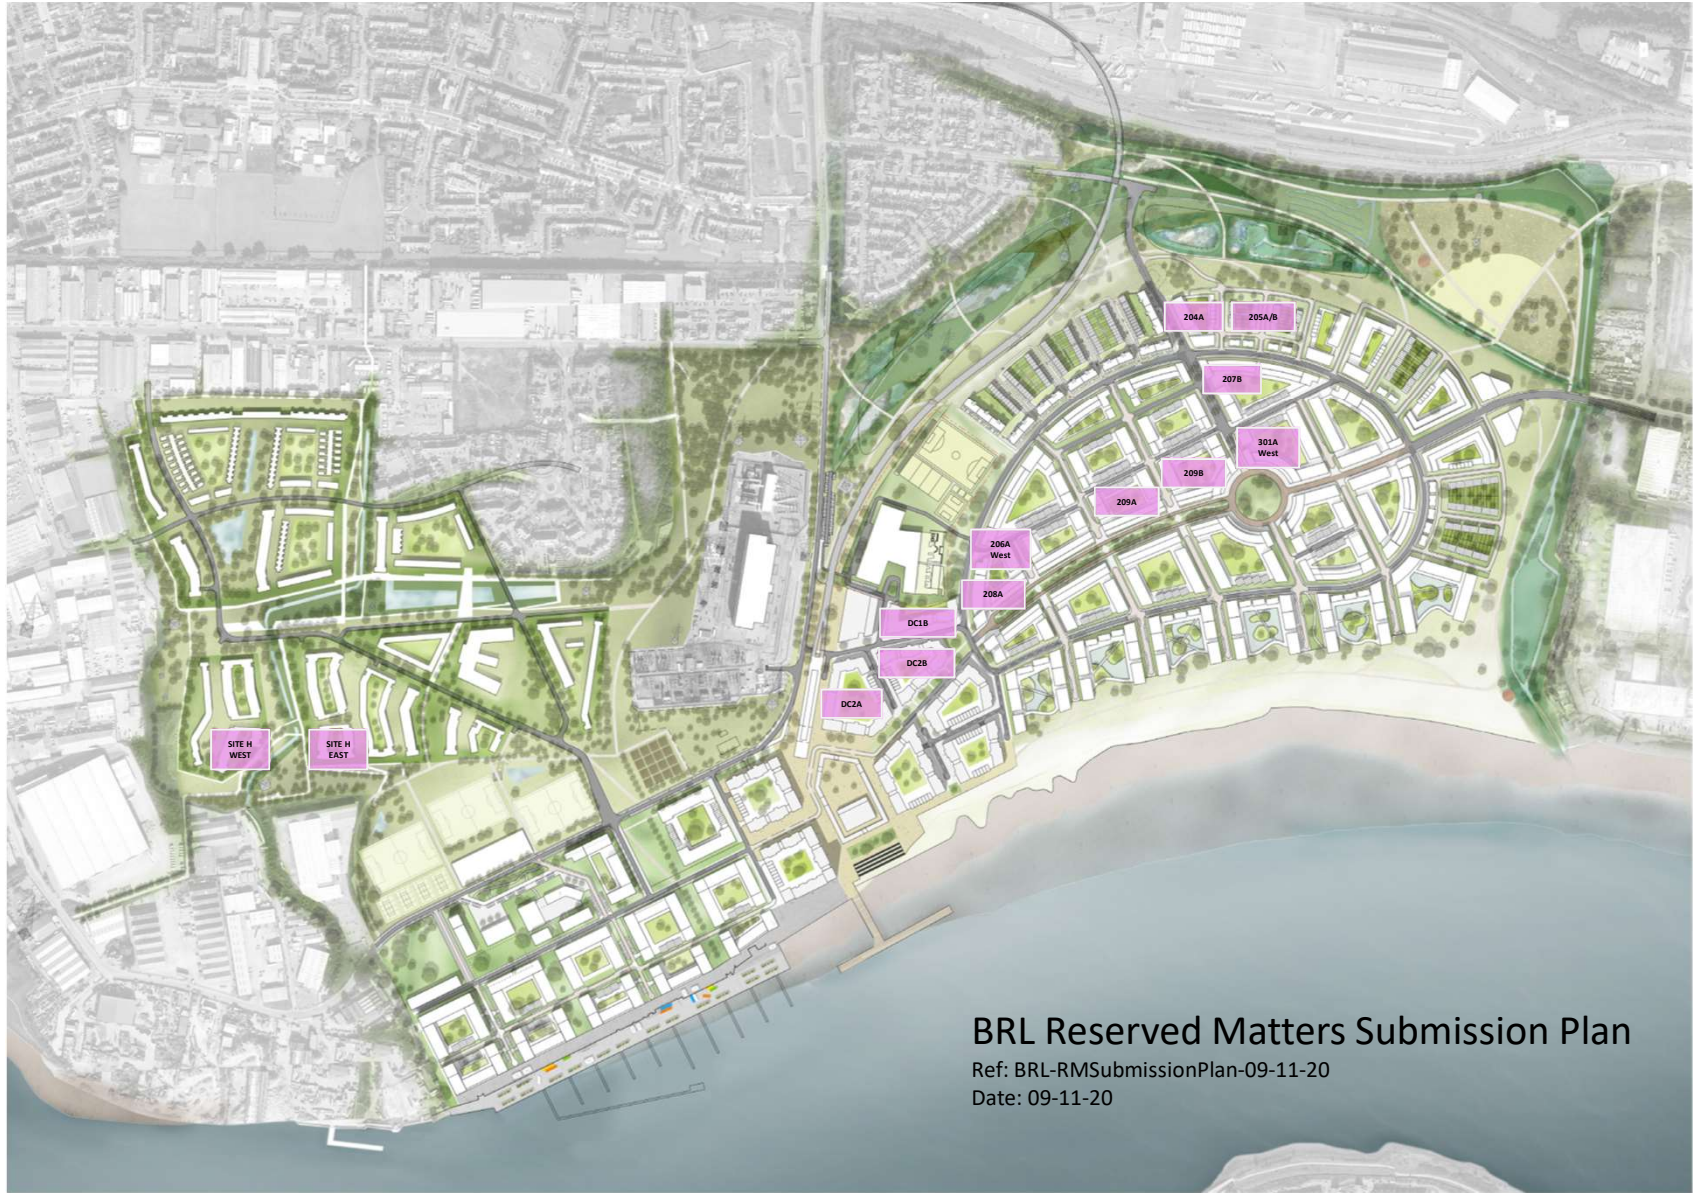 204A
205A/B
207B
301A
West
209B
209A
206A
West
208A
DC1B
DC2B
DC2A
SITE H
WEST
SITE H
EAST
BRL Reserved Matters Submission Plan
Ref: BRL-RMSubmissionPlan-09-11-20
Date: 09-11-20